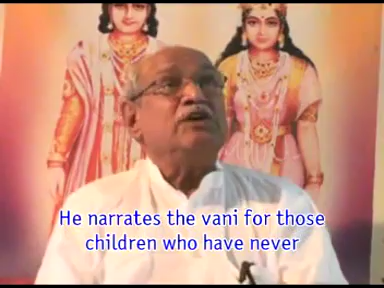 He narrates the vani for those
children who have never